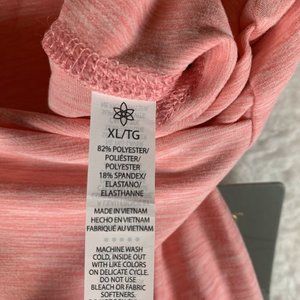 XL/TG
82% POLYESTER/
POLIÉSTER/
POLYESTER
18% SPANDEX/
ELASTANO/
ELASTHANNE
MADE IN VIETNAM
HECHO EN VIETNAM
FABRIQUÉ AU VIETNAM
MACHINE WASH
COLD, INSIDE OUT
WITH LIKE COLORS
ON DELICATE CYCLE.
DO NOT USE
BLEACH OR FABRIC